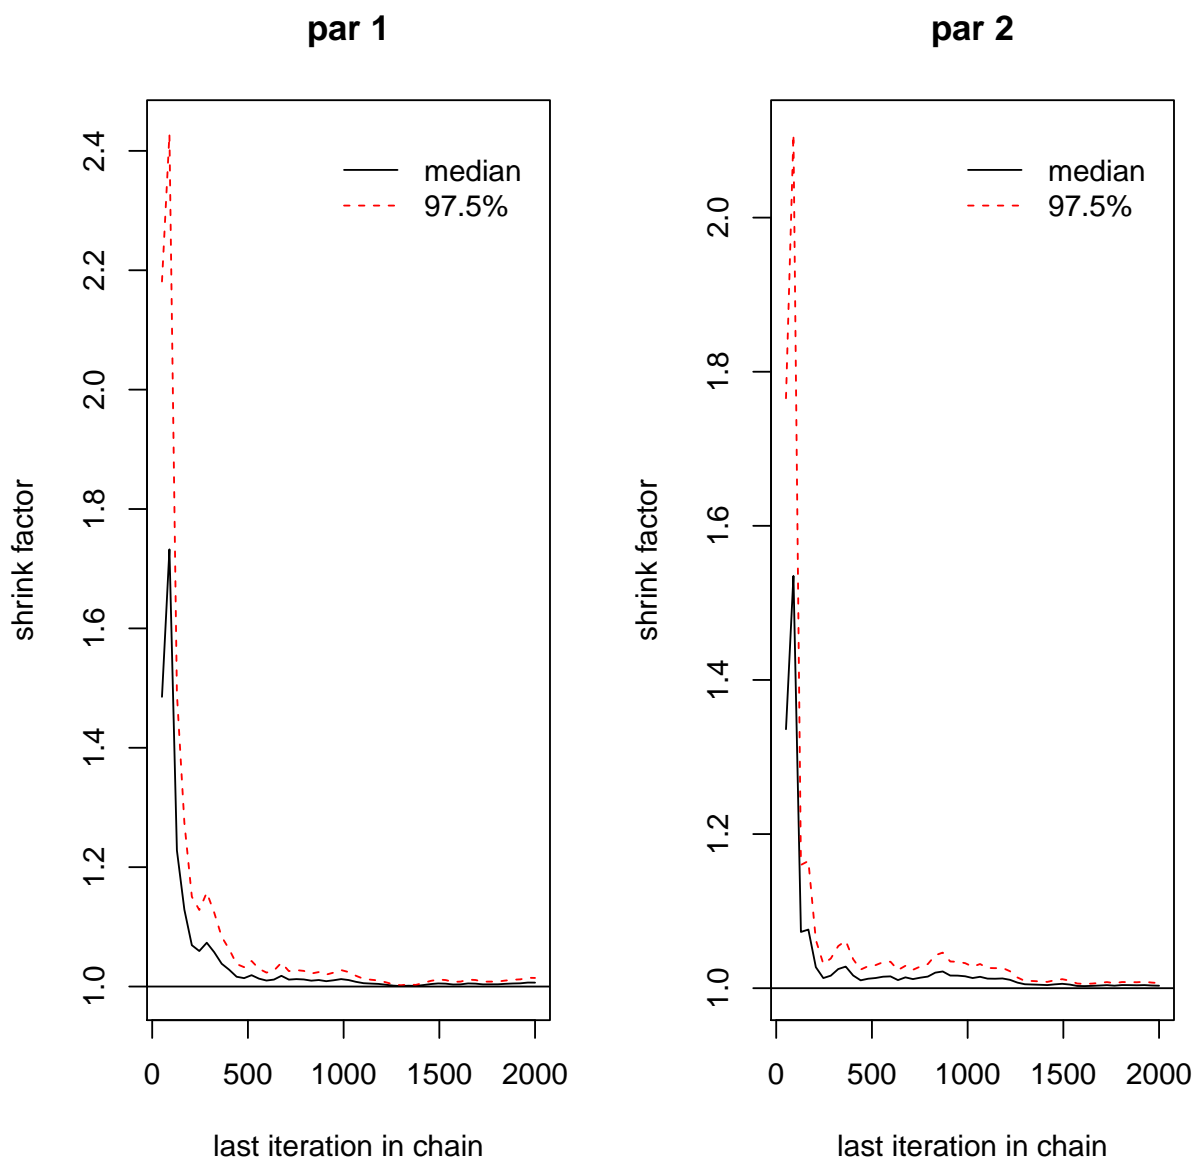 par 1
shrink factor
2.4
2.2
2.0
1.8
1.6
1.4
1.2
1.0
median
97.5%
0 500 1000 1500 2000
last iteration in chain
par 2
shrink factor
2.0
1.8
1.6
1.4
1.2
1.0
median
97.5%
0 500 1000 1500 2000
last iteration in chain